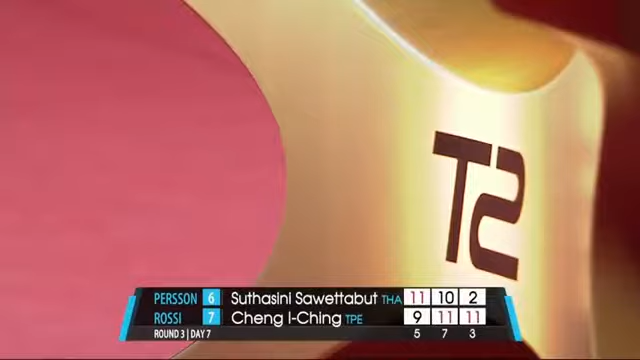 T2
PERSSON 6 Suthasini Sawettabut THA 11 10 2
ROSSI 7 Cheng I-Ching TPE 9 11 11
ROUND 3 | DAY 7 5 7 3